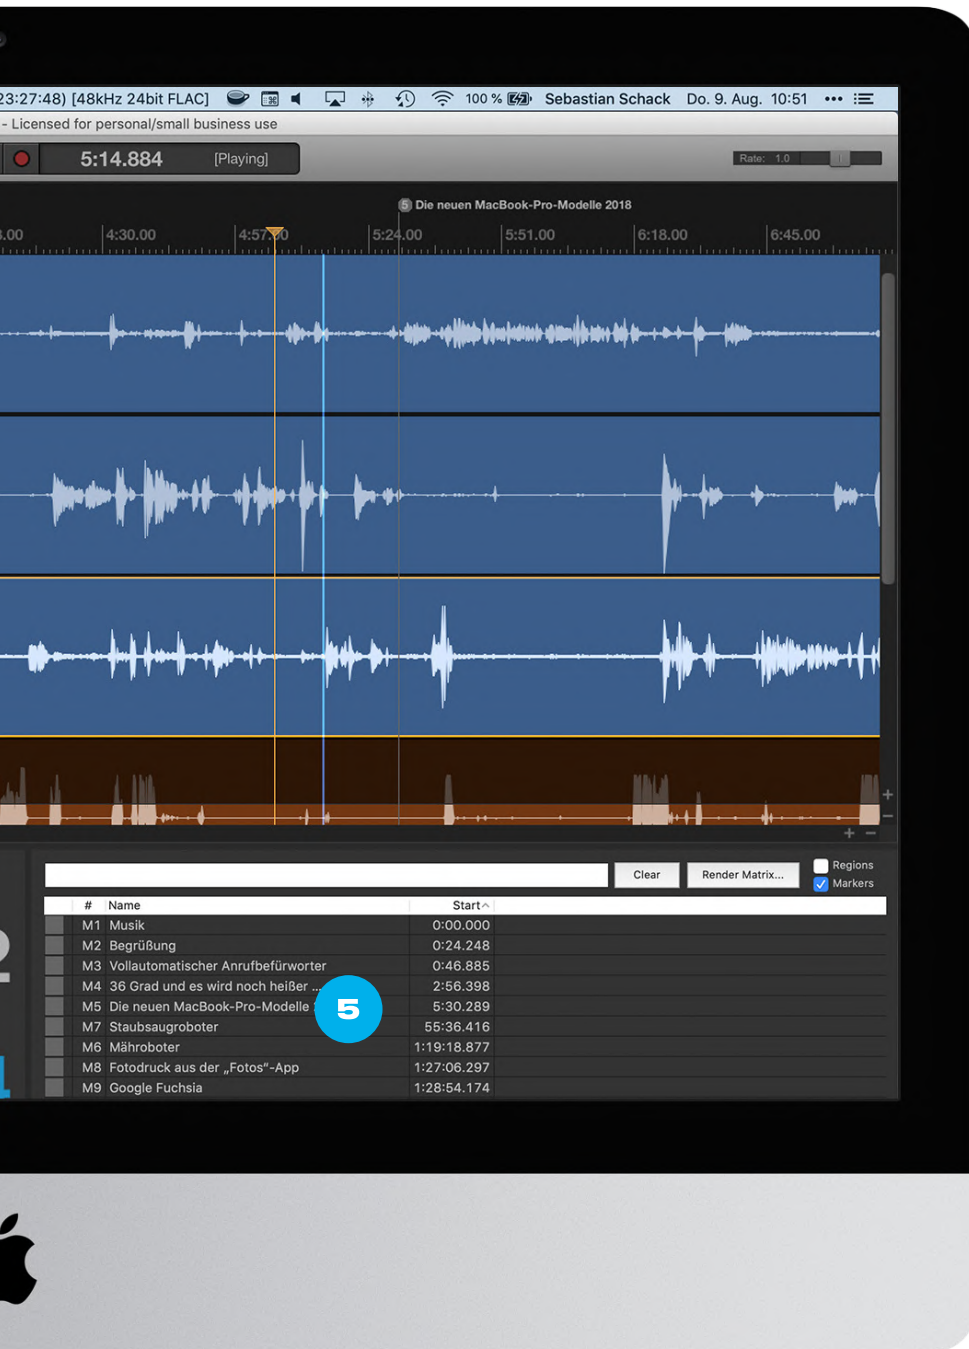 23:27:48) [48kHz 24bit FLAC] 100 % Sebastian Schack Do. 9. Aug. 10:51
- Licensed for personal/small business use
5:14.884 [Playing] Rate: 1.0
5 Die neuen MacBook-Pro-Modelle 2018
3.00 4:30.00 4:57.00 5:24.00 5:51.00 6:18.00 6:45.00
Clear Render Matrix... Regions
Markers
# Name Start
M1 Musik 0:00.000
M2 Begrüßung 0:24.248
M3 Vollautomatischer Anrufbefürworter 0:46.885
M4 36 Grad und es wird noch heißer ... 2:56.398
M5 Die neuen MacBook-Pro-Modelle 5:30.289
5
M7 Staubsaugroboter 55:36.416
M6 Mähroboter 1:19:18.877
M8 Fotodruck aus der „Fotos"-App 1:27:06.297
M9 Google Fuchsia 1:28:54.174